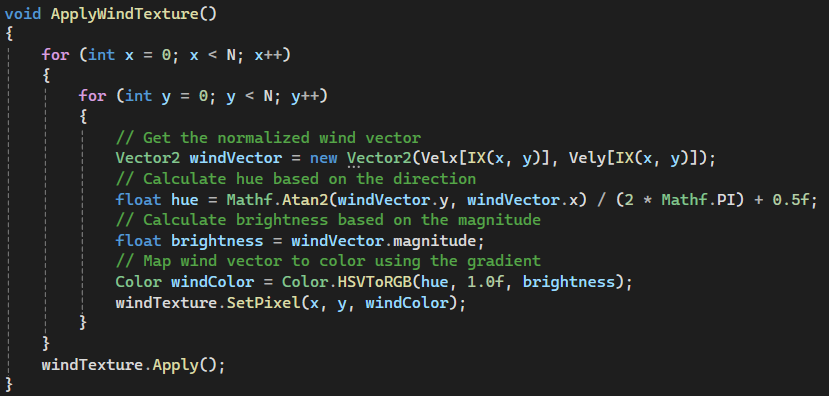 void ApplyWindTexture()
{
    for (int x = 0; x < N; x++)
    {
        for (int y = 0; y < N; y++)
        {
            // Get the normalized wind vector
            Vector2 windVector = new Vector2(Velx[IX(x, y)], Vely[IX(x, y)]);
            // Calculate hue based on the direction
            float hue = Mathf.Atan2(windVector.y, windVector.x) / (2 * Mathf.PI) + 0.5f;
            // Calculate brightness based on the magnitude
            float brightness = windVector.magnitude;
            // Map wind vector to color using the gradient
            Color windColor = Color.HSVToRGB(hue, 1.0f, brightness);
            windTexture.SetPixel(x, y, windColor);
        }
    }
    windTexture.Apply();
}